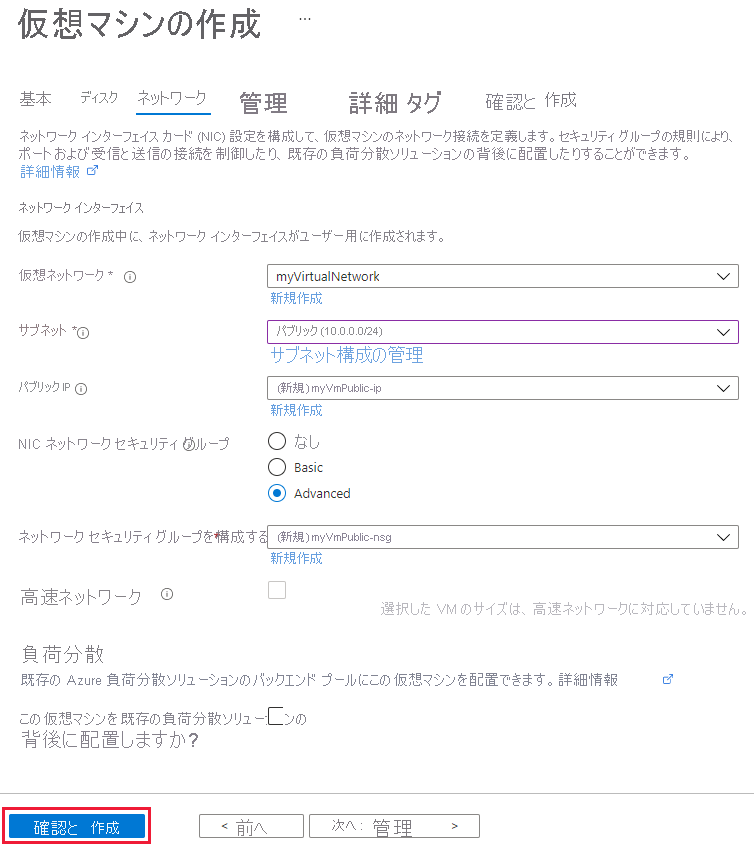 仮想マシンの作成 …
基本 ディスク ネットワーク 管理 詳細 タグ 確認と 作成
ネットワーク インターフェイス カード (NIC) 設定を構成して、仮想マシンのネットワーク接続を定義します。セキュリティ グループの規則により、
ポートおよび受信と送信の接続を制御したり、既存の負荷分散ソリューションの背後に配置したりすることができます。
詳細情報
ネットワーク インターフェイス
仮想マシンの作成中に、ネットワーク インターフェイスがユーザー用に作成されます。
仮想ネットワーク * myVirtualNetwork
新規作成
サブネット * パブリック (10.0.0.0/24)
サブネット構成の管理
パブリック IP (新規) myVmPublic-ip
新規作成
NIC ネットワーク セキュリティ グループ なし
Basic
Advanced
ネットワーク セキュリティ グループを構成する * (新規) myVmPublic-nsg
新規作成
高速ネットワーク
選択した VM のサイズは、高速ネットワークに対応していません。
負荷分散
既存の Azure 負荷分散ソリューションのバックエンド プールにこの仮想マシンを配置できます。詳細情報
この仮想マシンを既存の負荷分散ソリューションの
背後に配置しますか?
確認と 作成 < 前へ 次へ: 管理 >